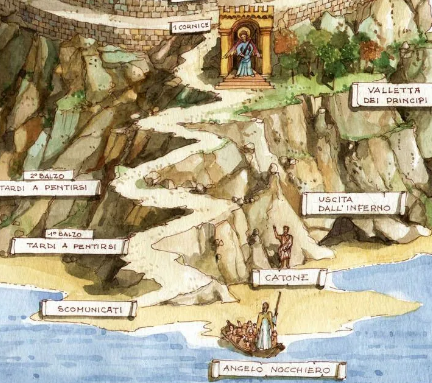 1 CORNICE
VALLETTA
DEI PRINCIPI
2° BALZO
TARDI A PENTIRSI
USCITA
DALL'INFERNO
1° BALZO
TARDI A PENTIRSI
CATONE
SCOMUNICATI
ANGELO NOCCHIERO